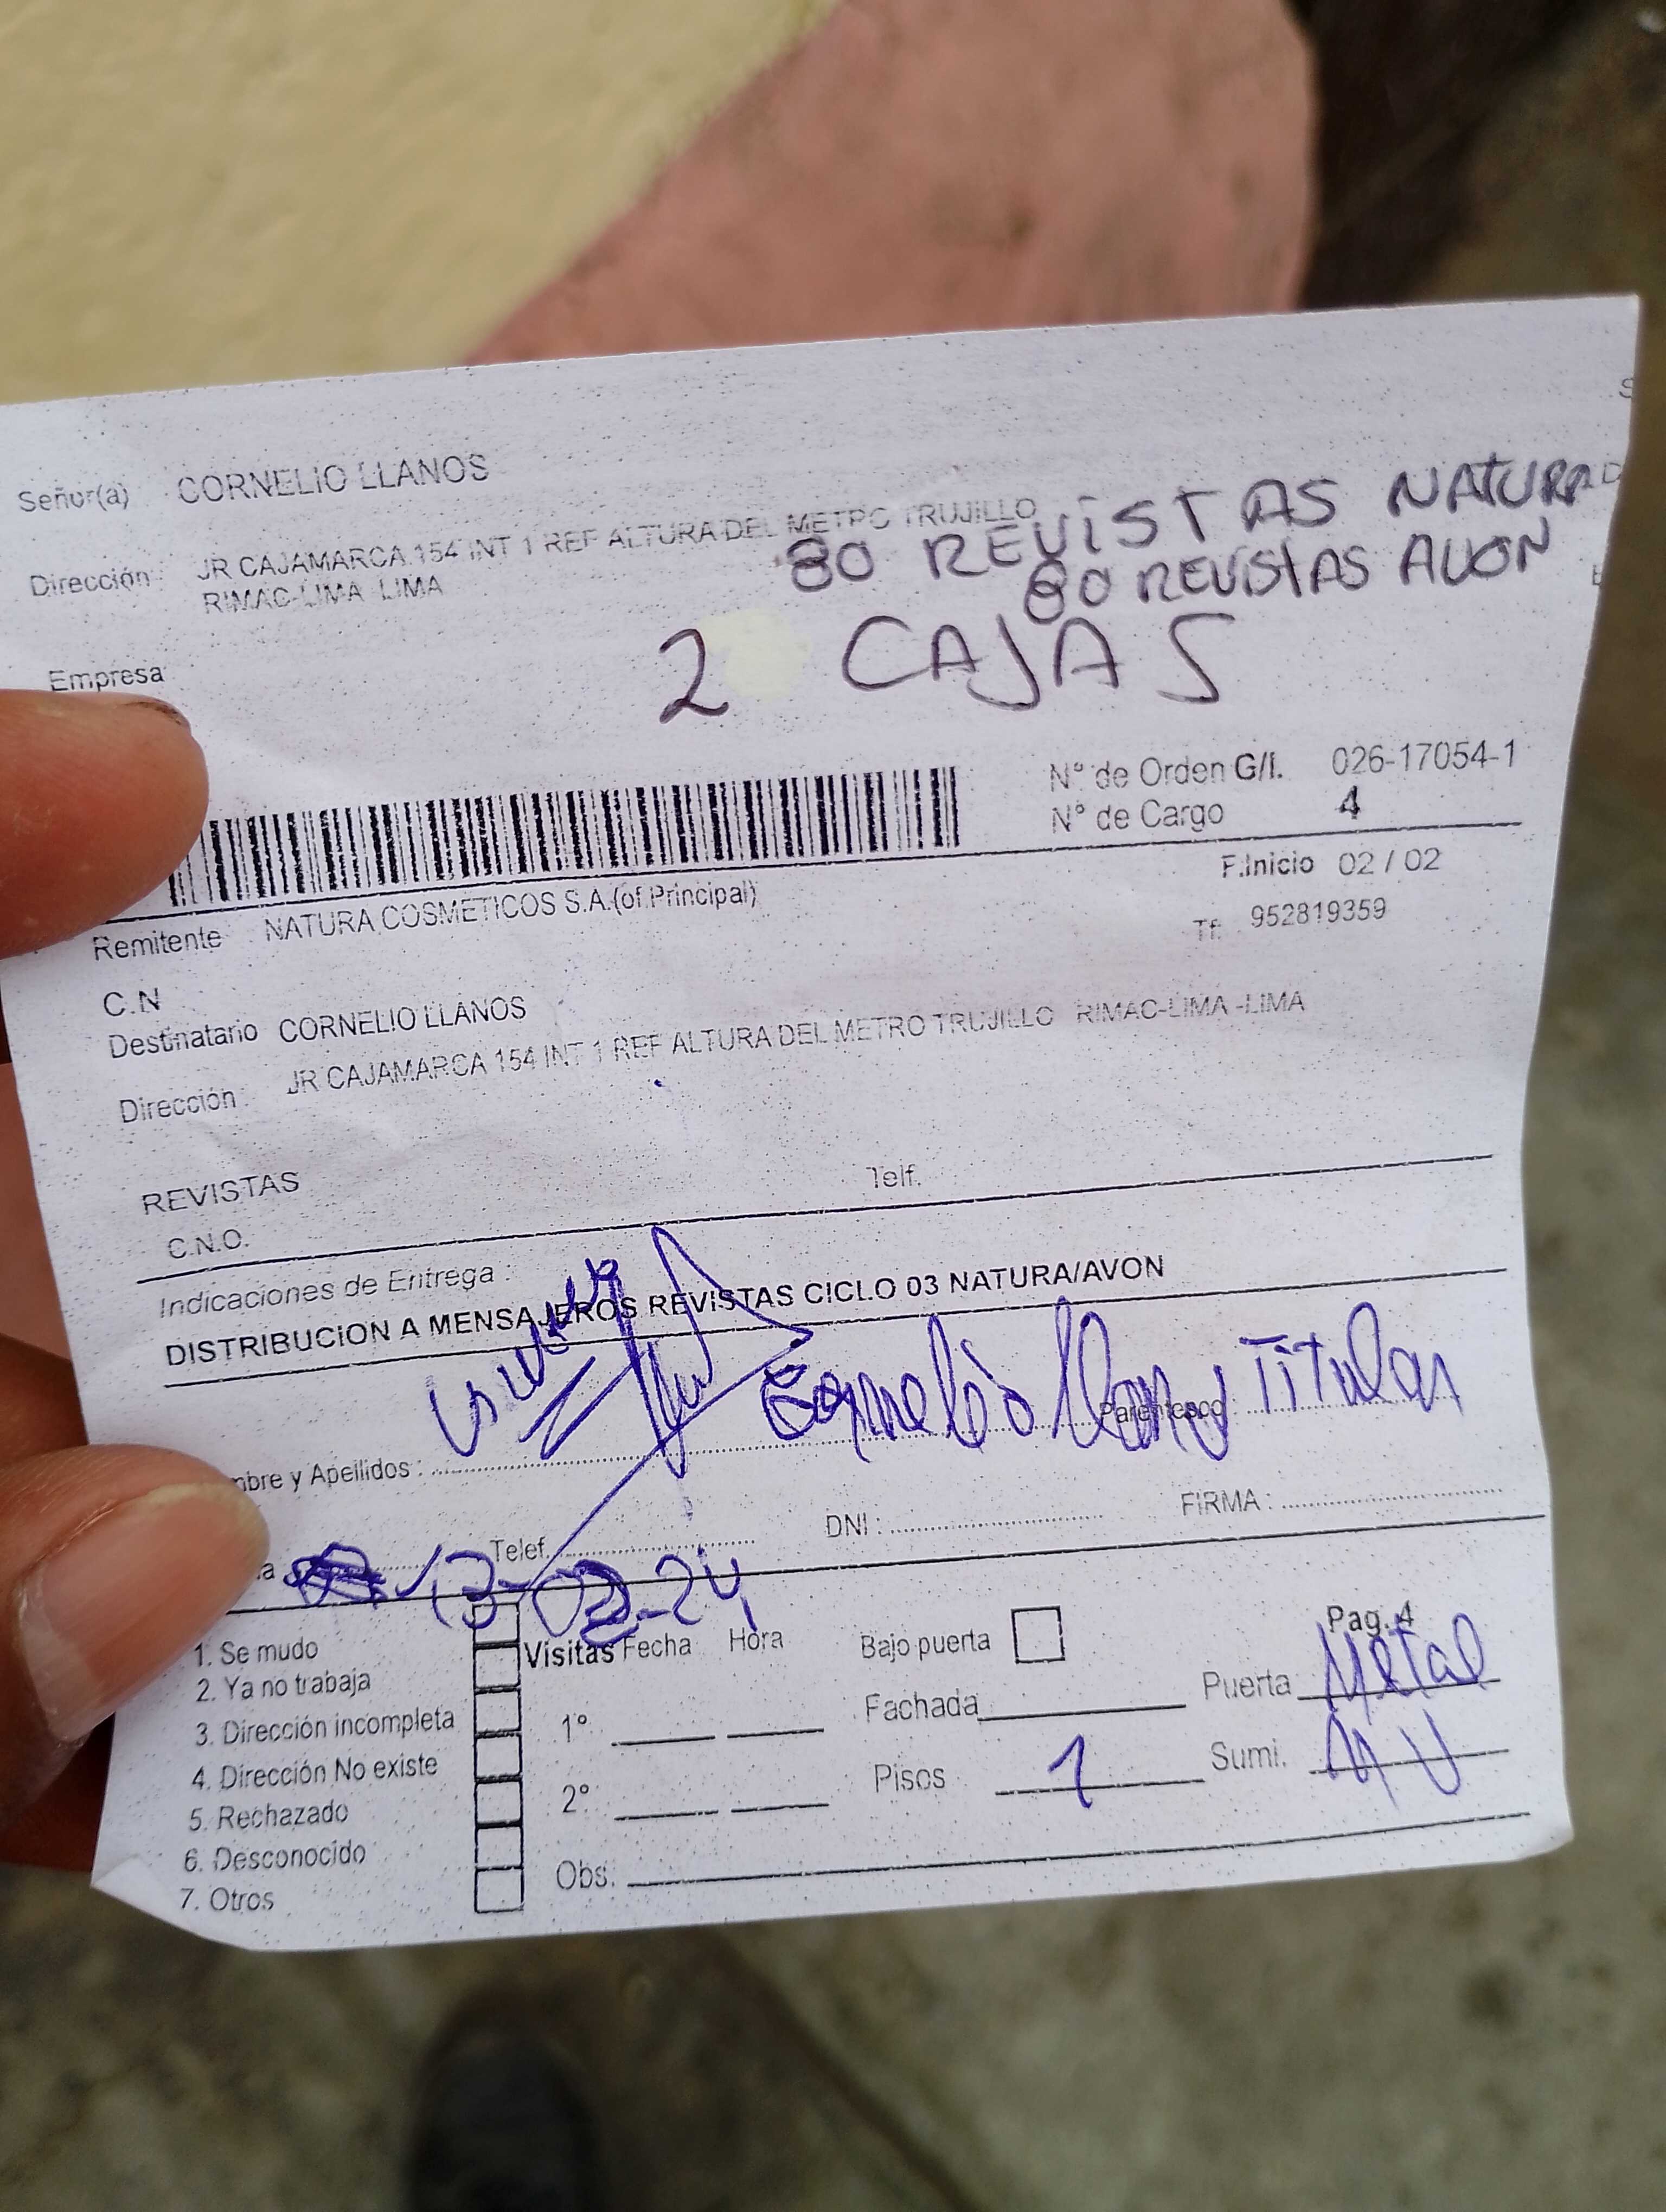 Señor(a) CORNELIO LLANOS
Dirección JR CAJAMARCA 154 INT 1 REF ALTURA DEL METRO TRUJILLO
RIMAC-LIMA LIMA
80 REVISTAS NATURA
80 REVISTAS AVON
Empresa
2 CAJAS
N° de Orden G/I. 026-17054-1
N° de Cargo 4
F.Inicio 02 / 02
Remitente NATURA COSMETICOS S.A.(of.Principal) Tf. 952819359
C.N
Destinatario CORNELIO LLANOS
Dirección JR CAJAMARCA 154 INT 1 REF ALTURA DEL METRO TRUJILLO RIMAC-LIMA -LIMA
REVISTAS Telf.
C.N.O.
Indicaciones de Entrega :
DISTRIBUCION A MENSAJEROS REVISTAS CICLO 03 NATURA/AVON
mbre y Apellidos : Cornelio Llanos Parentesco : Titular
Telef. DNI : FIRMA :
13-02-24
1. Se mudo
2. Ya no trabaja
3. Dirección incompleta
4. Dirección No existe
5. Rechazado
6. Desconocido
7. Otros
Visitas Fecha Hora
1°
2°
Obs.
Bajo puerta
Fachada
Pisos 1
Pag. 4
Puerta Metal
Sumi. N V